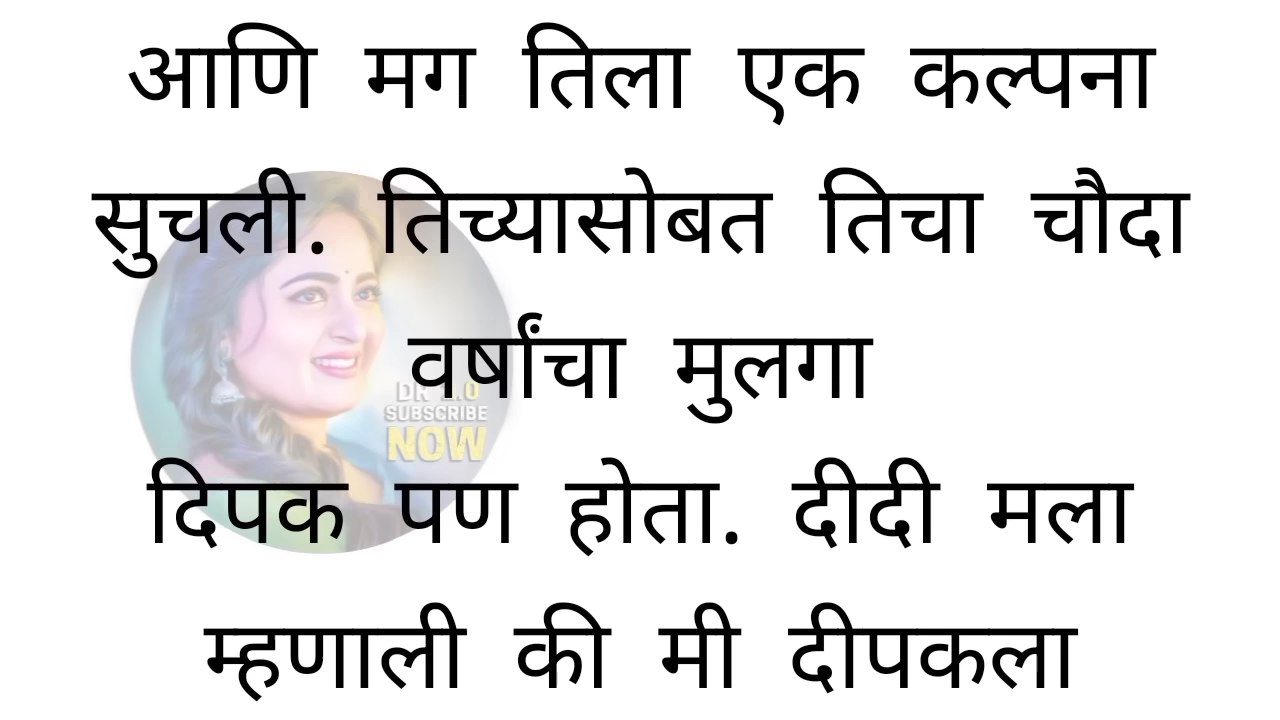 आणि मग तिला एक कल्पना
सुचली. तिच्यासोबत तिचा चौदा
वर्षांचा मुलगा
दिपक पण होता. दीदी मला
म्हणाली की मी दीपकला
SUBSCRIBE
NOW